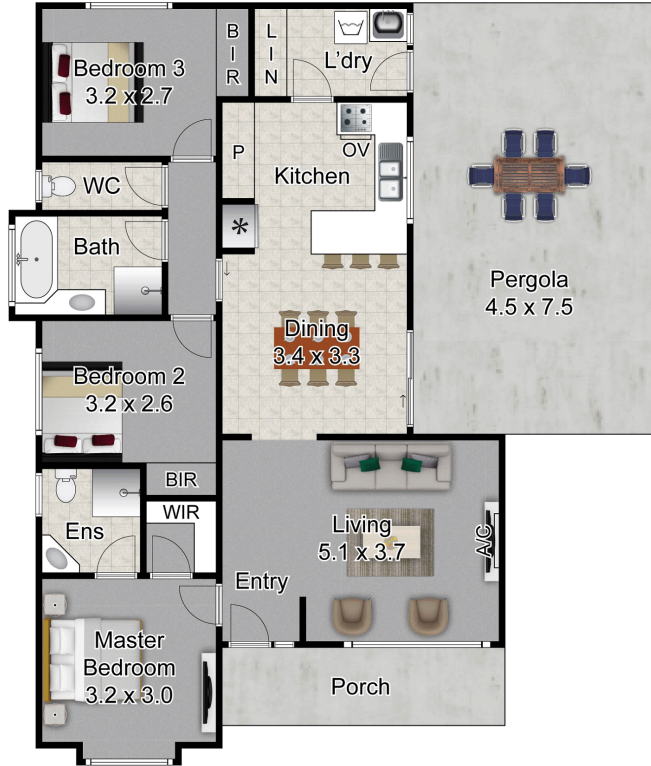 Bedroom 3
3.2 x 2.7
B
I
R
L
I
N
L'dry
WC
P
OV
Kitchen
*
Bath
Pergola
4.5 x 7.5
Dining
3.4 x 3.3
Bedroom 2
3.2 x 2.6
BIR
WIR
Ens
Living
5.1 x 3.7
A/C
Entry
Master
Bedroom
3.2 x 3.0
Porch